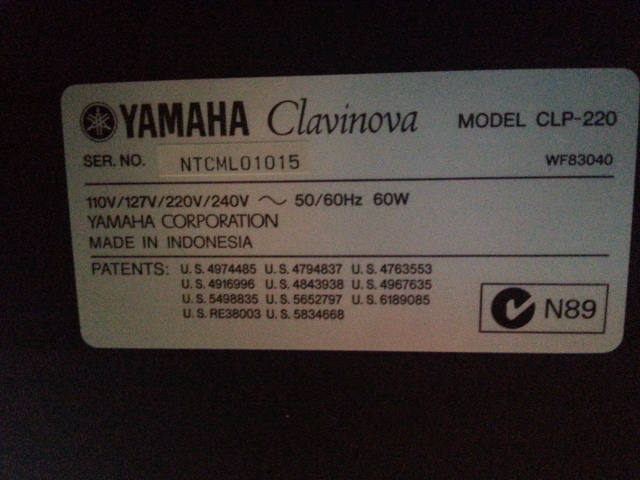 YAMAHA Clavinova MODEL CLP-220
SER. NO. NTCML01015 WF83040
110V/127V/220V/240V ~ 50/60Hz 60W
YAMAHA CORPORATION
MADE IN INDONESIA
PATENTS: U.S. 4974485 U.S. 4794837 U.S. 4763553
U.S. 4916996 U.S. 4843938 U.S. 4967635
U.S. 5498835 U.S. 5652797 U.S. 6189085
U.S. RE38003 U.S. 5834668
N89